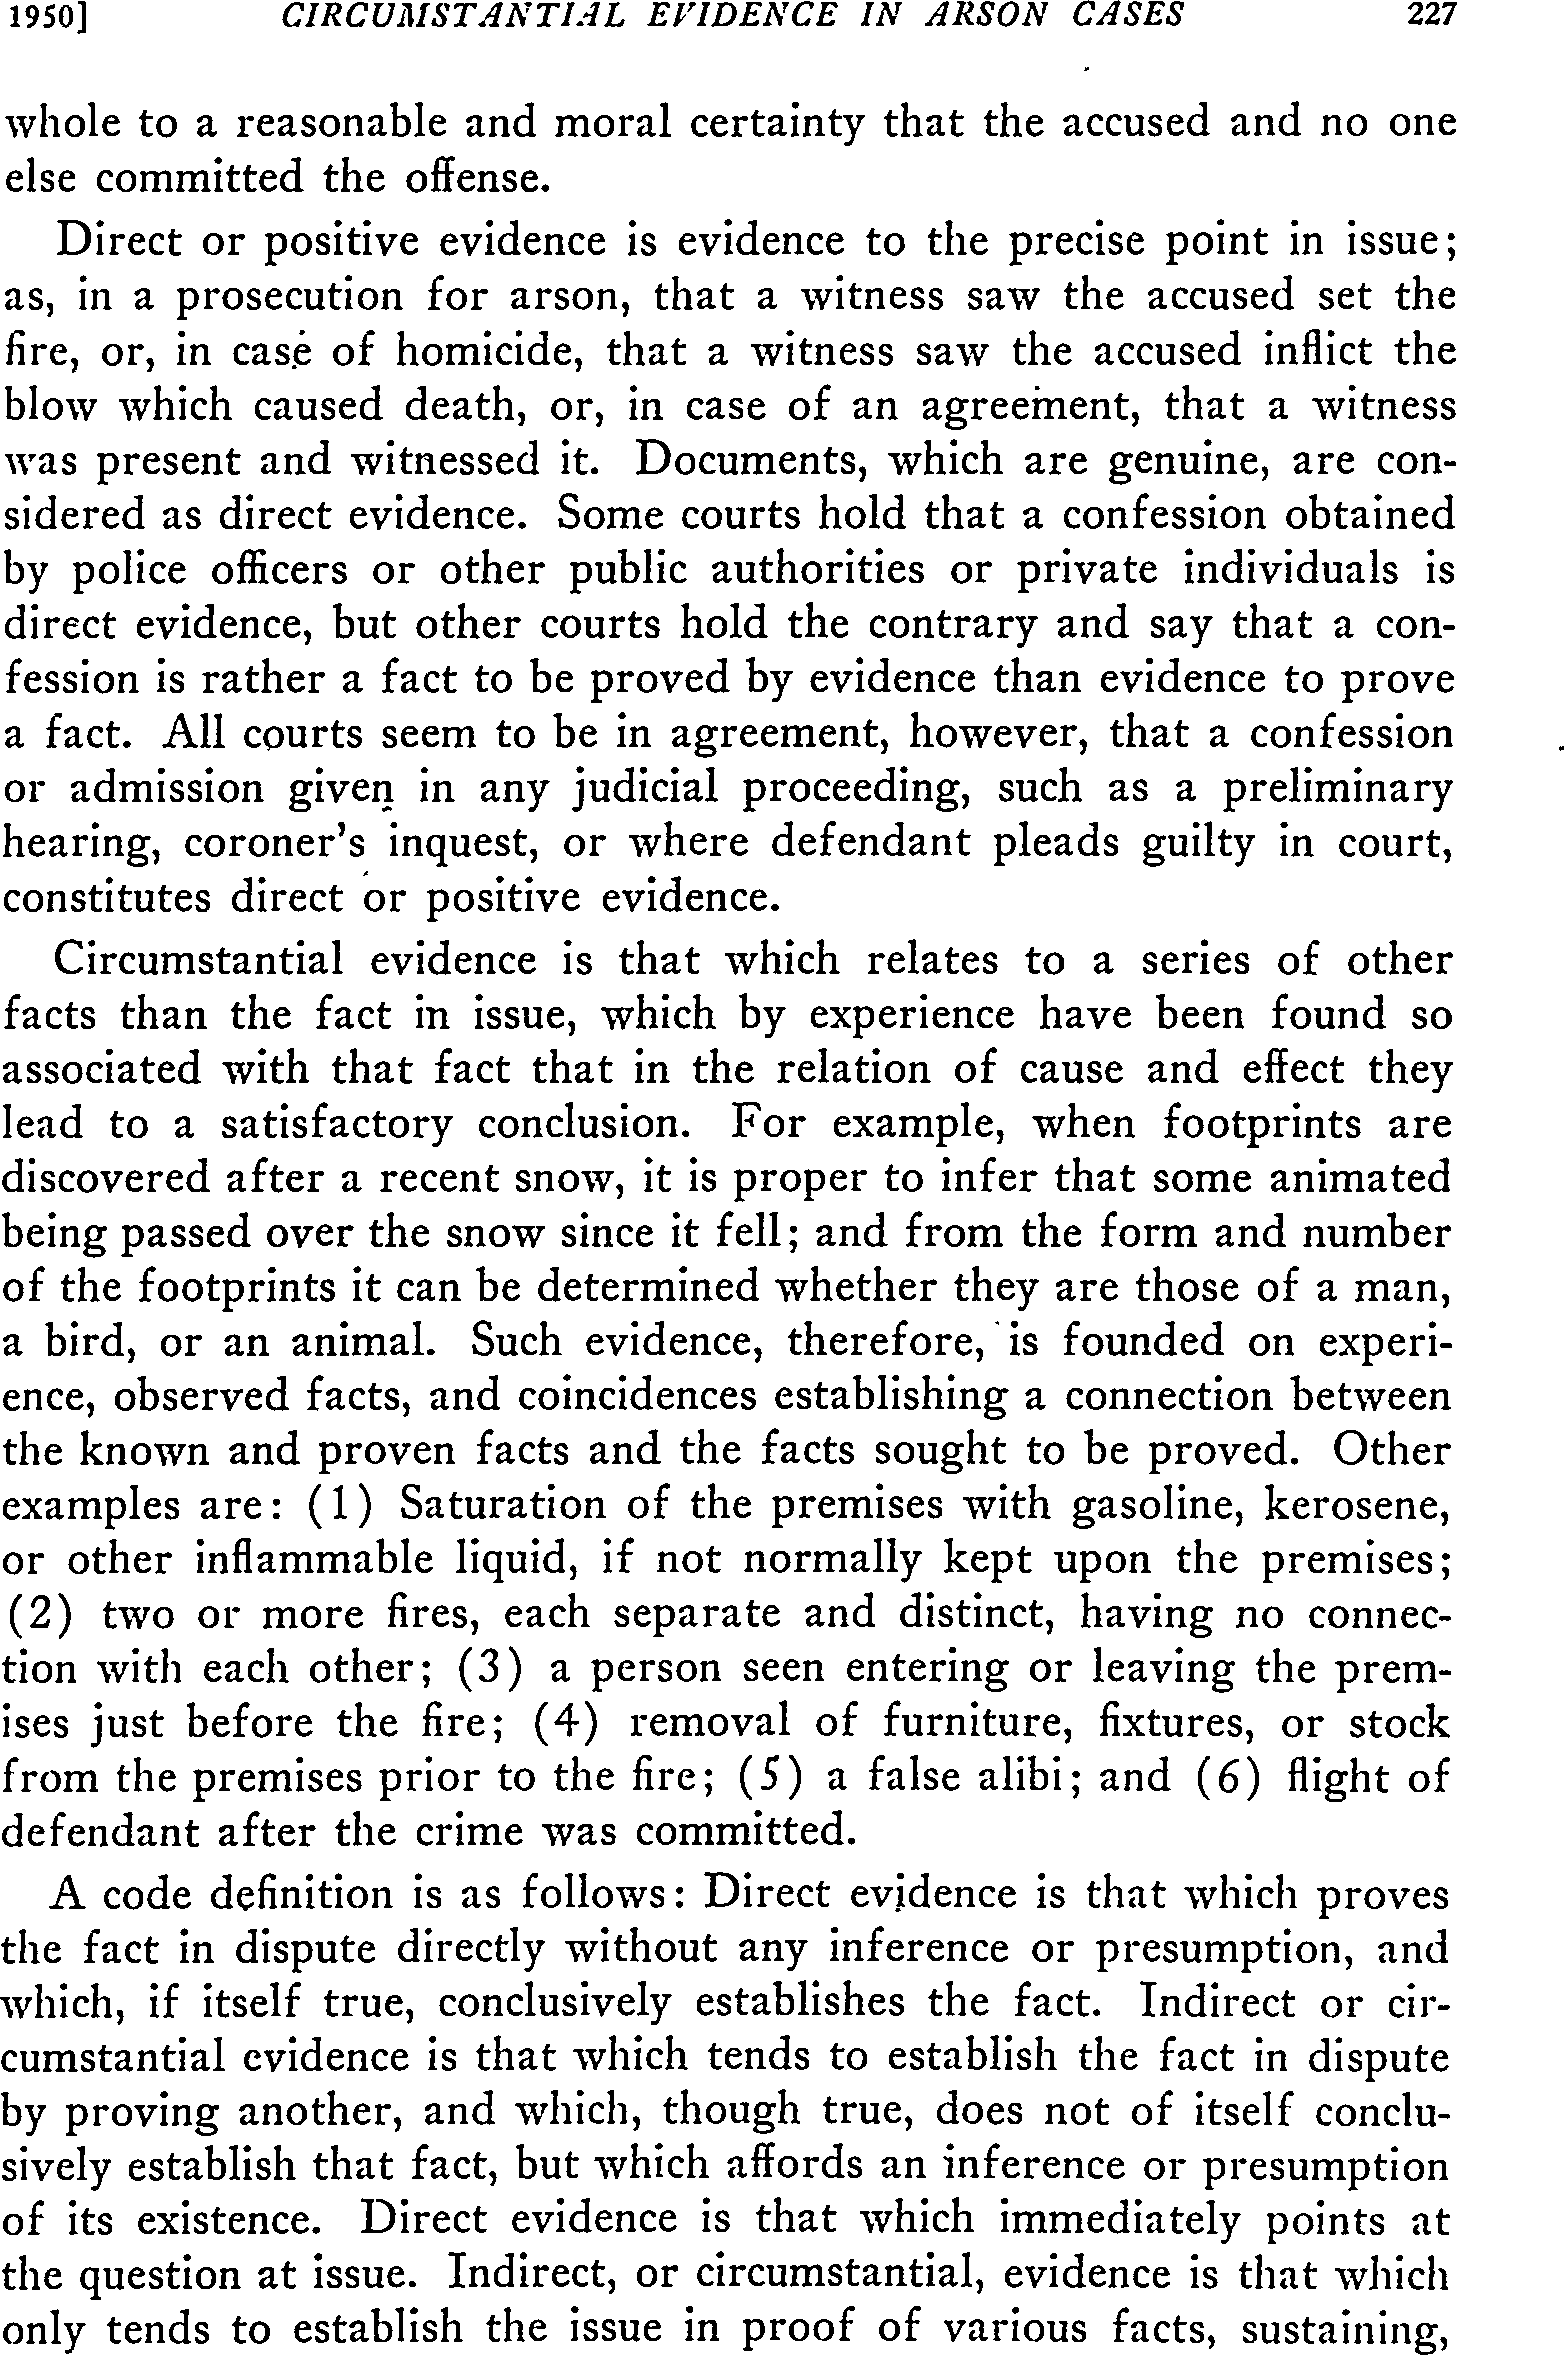 1950] CIRCUMSTANTIAL EVIDENCE IN ARSON CASES 227
whole to a reasonable and moral certainty that the accused and no one
else committed the offense.
Direct or positive evidence is evidence to the precise point in issue;
as, in a prosecution for arson, that a witness saw the accused set the
fire, or, in case of homicide, that a witness saw the accused inflict the
blow which caused death, or, in case of an agreement, that a witness
was present and witnessed it. Documents, which are genuine, are con-
sidered as direct evidence. Some courts hold that a confession obtained
by police officers or other public authorities or private individuals is
direct evidence, but other courts hold the contrary and say that a con-
fession is rather a fact to be proved by evidence than evidence to prove
a fact. All courts seem to be in agreement, however, that a confession
or admission given in any judicial proceeding, such as a preliminary
hearing, coroner's inquest, or where defendant pleads guilty in court,
constitutes direct or positive evidence.
Circumstantial evidence is that which relates to a series of other
facts than the fact in issue, which by experience have been found so
associated with that fact that in the relation of cause and effect they
lead to a satisfactory conclusion. For example, when footprints are
discovered after a recent snow, it is proper to infer that some animated
being passed over the snow since it fell; and from the form and number
of the footprints it can be determined whether they are those of a man,
a bird, or an animal. Such evidence, therefore, is founded on experi-
ence, observed facts, and coincidences establishing a connection between
the known and proven facts and the facts sought to be proved. Other
examples are: (1) Saturation of the premises with gasoline, kerosene,
or other inflammable liquid, if not normally kept upon the premises;
(2) two or more fires, each separate and distinct, having no connec-
tion with each other; (3) a person seen entering or leaving the prem-
ises just before the fire; (4) removal of furniture, fixtures, or stock
from the premises prior to the fire; (5) a false alibi; and (6) flight of
defendant after the crime was committed.
A code definition is as follows: Direct evidence is that which proves
the fact in dispute directly without any inference or presumption, and
which, if itself true, conclusively establishes the fact. Indirect or cir-
cumstantial evidence is that which tends to establish the fact in dispute
by proving another, and which, though true, does not of itself conclu-
sively establish that fact, but which affords an inference or presumption
of its existence. Direct evidence is that which immediately points at
the question at issue. Indirect, or circumstantial, evidence is that which
only tends to establish the issue in proof of various facts, sustaining,